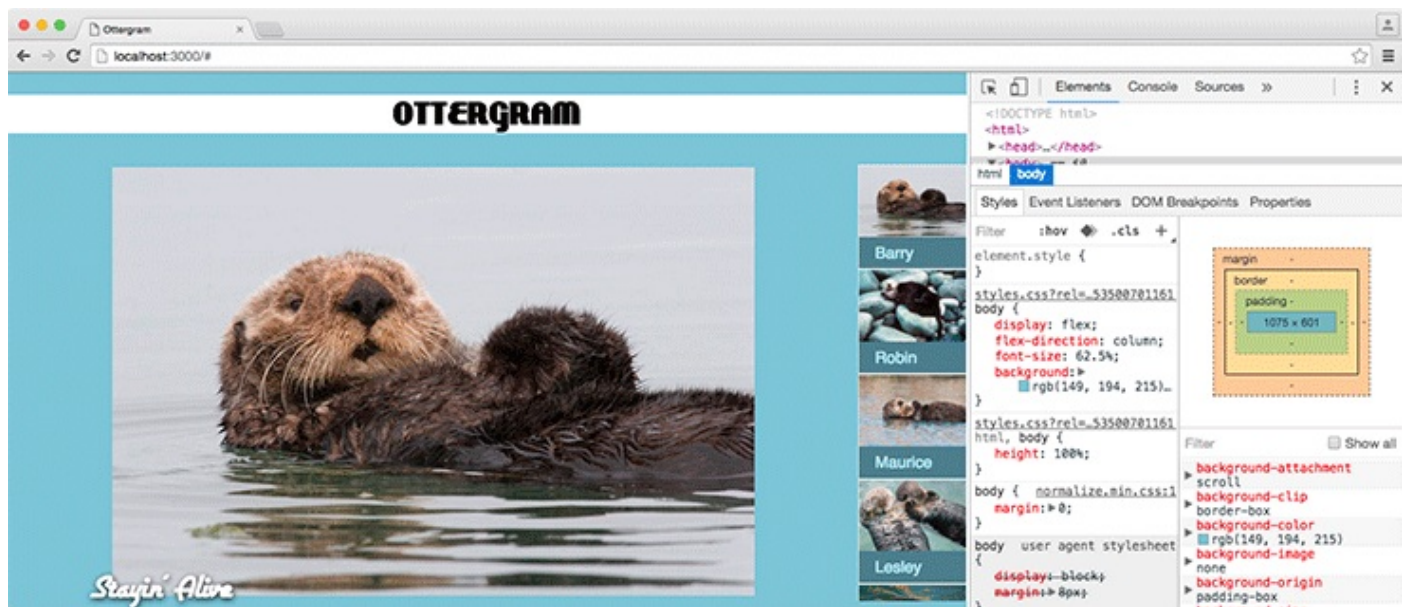 Ottergram
localhost:3000/#
OTTERGRAM
Barry
Robin
Maurice
Lesley
Stayin' Alive
Elements Console Sources »
<!DOCTYPE html>
<html>
▶<head>…</head>
▼<body> == $0
html body
Styles Event Listeners DOM Breakpoints Properties
Filter :hov .cls +
element.style {
}
styles.css?rel=…53500701161
body {
display: flex;
flex-direction: column;
font-size: 62.5%;
background:▶
rgb(149, 194, 215)…
}
styles.css?rel=…53500701161
html, body {
height: 100%;
}
body { normalize.min.css:1
margin:▶0;
}
body user agent stylesheet
{
display: block;
margin:▶8px;
}
margin -
border -
padding -
- - - 1075 × 601 - - -
-
-
-
Filter Show all
▶ background-attachment
scroll
▶ background-clip
border-box
▶ background-color
rgb(149, 194, 215)
▶ background-image
none
▶ background-origin
padding-box